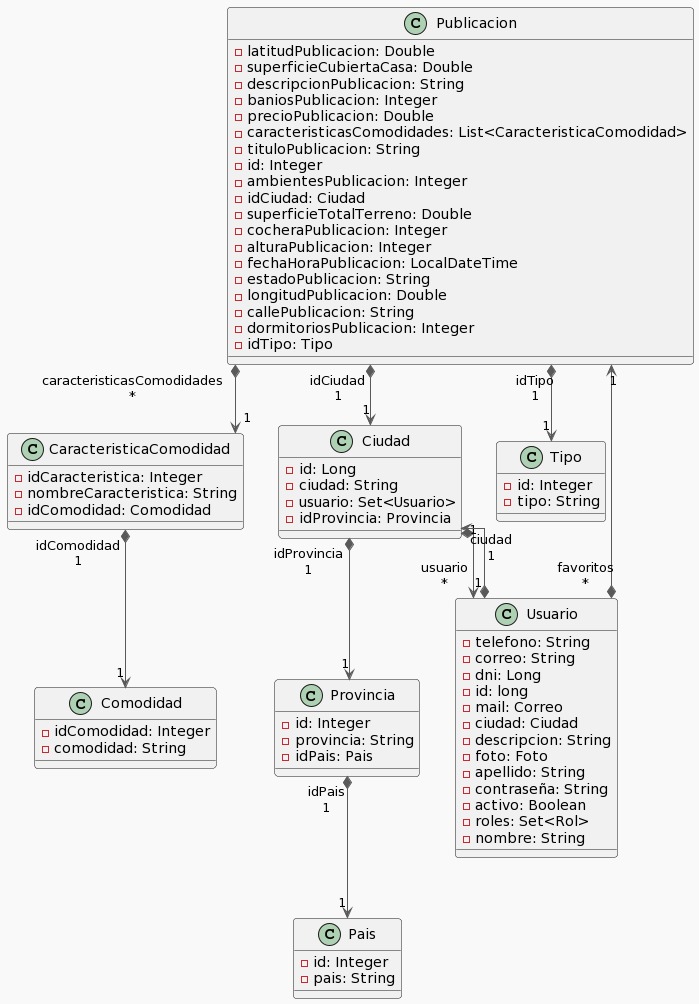 C Publicacion
latitudPublicacion: Double
superficieCubiertaCasa: Double
descripcionPublicacion: String
baniosPublicacion: Integer
precioPublicacion: Double
caracteristicasComodidades: List<CaracteristicaComodidad>
tituloPublicacion: String
id: Integer
ambientesPublicacion: Integer
idCiudad: Ciudad
superficieTotalTerreno: Double
cocheraPublicacion: Integer
alturaPublicacion: Integer
fechaHoraPublicacion: LocalDateTime
estadoPublicacion: String
longitudPublicacion: Double
callePublicacion: String
dormitoriosPublicacion: Integer
idTipo: Tipo
caracteristicasComodidades
*
1
idCiudad
1
1
idTipo
1
1
1
C CaracteristicaComodidad
idCaracteristica: Integer
nombreCaracteristica: String
idComodidad: Comodidad
C Ciudad
id: Long
ciudad: String
usuario: Set<Usuario>
idProvincia: Provincia
C Tipo
id: Integer
tipo: String
idComodidad
1
1
idProvincia
1
1
usuario
*
1
ciudad
1
1
favoritos
*
C Usuario
telefono: String
correo: String
dni: Long
id: long
mail: Correo
ciudad: Ciudad
descripcion: String
foto: Foto
apellido: String
contraseña: String
activo: Boolean
roles: Set<Rol>
nombre: String
C Comodidad
idComodidad: Integer
comodidad: String
C Provincia
id: Integer
provincia: String
idPais: Pais
idPais
1
1
C Pais
id: Integer
pais: String